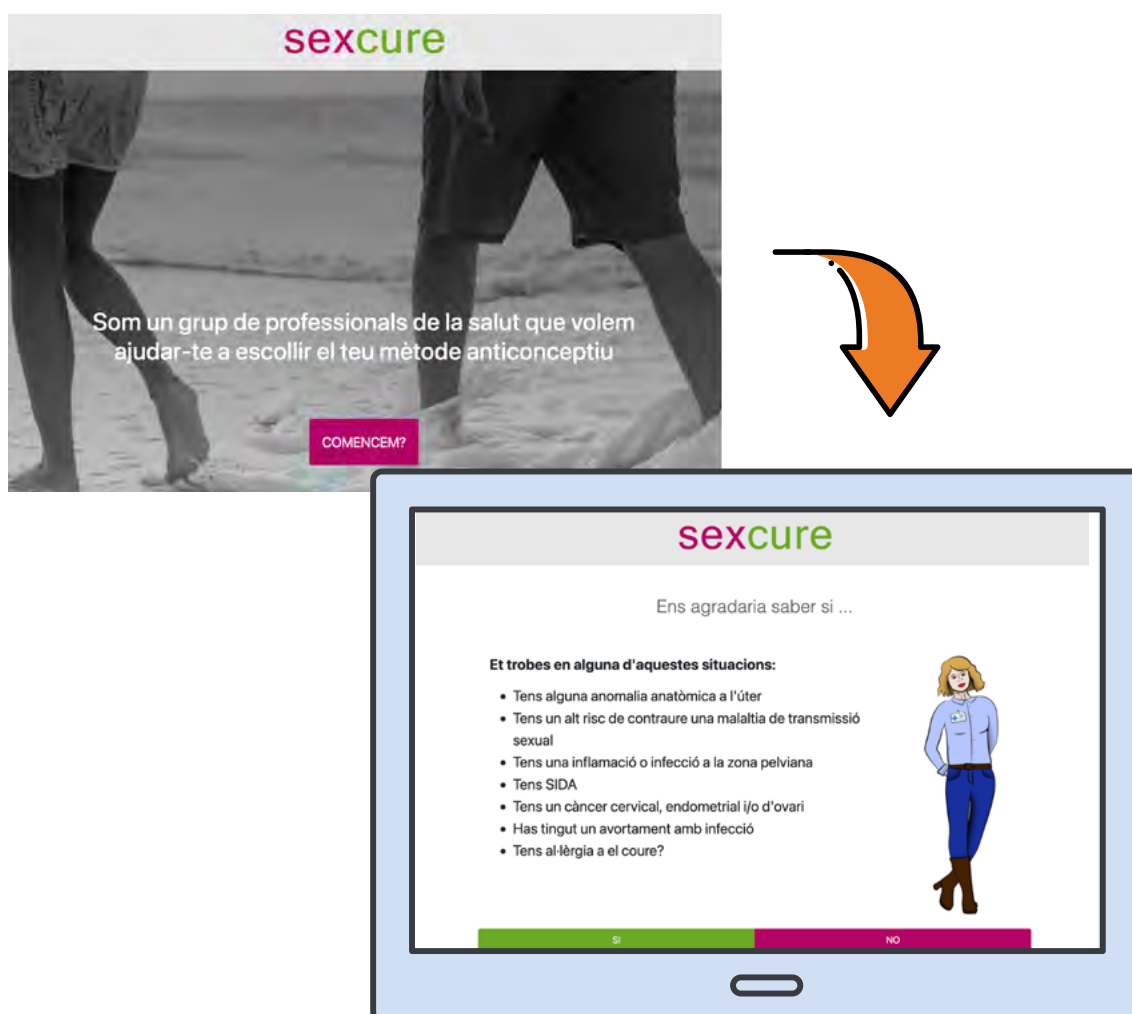 sexcure
Som un grup de professionals de la salut que volem
ajudar-te a escollir el teu mètode anticonceptiu
COMENCEM?
sexcure
Ens agradaria saber si ...
Et trobes en alguna d'aquestes situacions:
• Tens alguna anomalia anatòmica a l'úter
• Tens un alt risc de contraure una malaltia de transmissió
sexual
• Tens una inflamació o infecció a la zona pelviana
• Tens SIDA
• Tens un càncer cervical, endometrial i/o d'ovari
• Has tingut un avortament amb infecció
• Tens al·lèrgia a el coure?
SI
NO